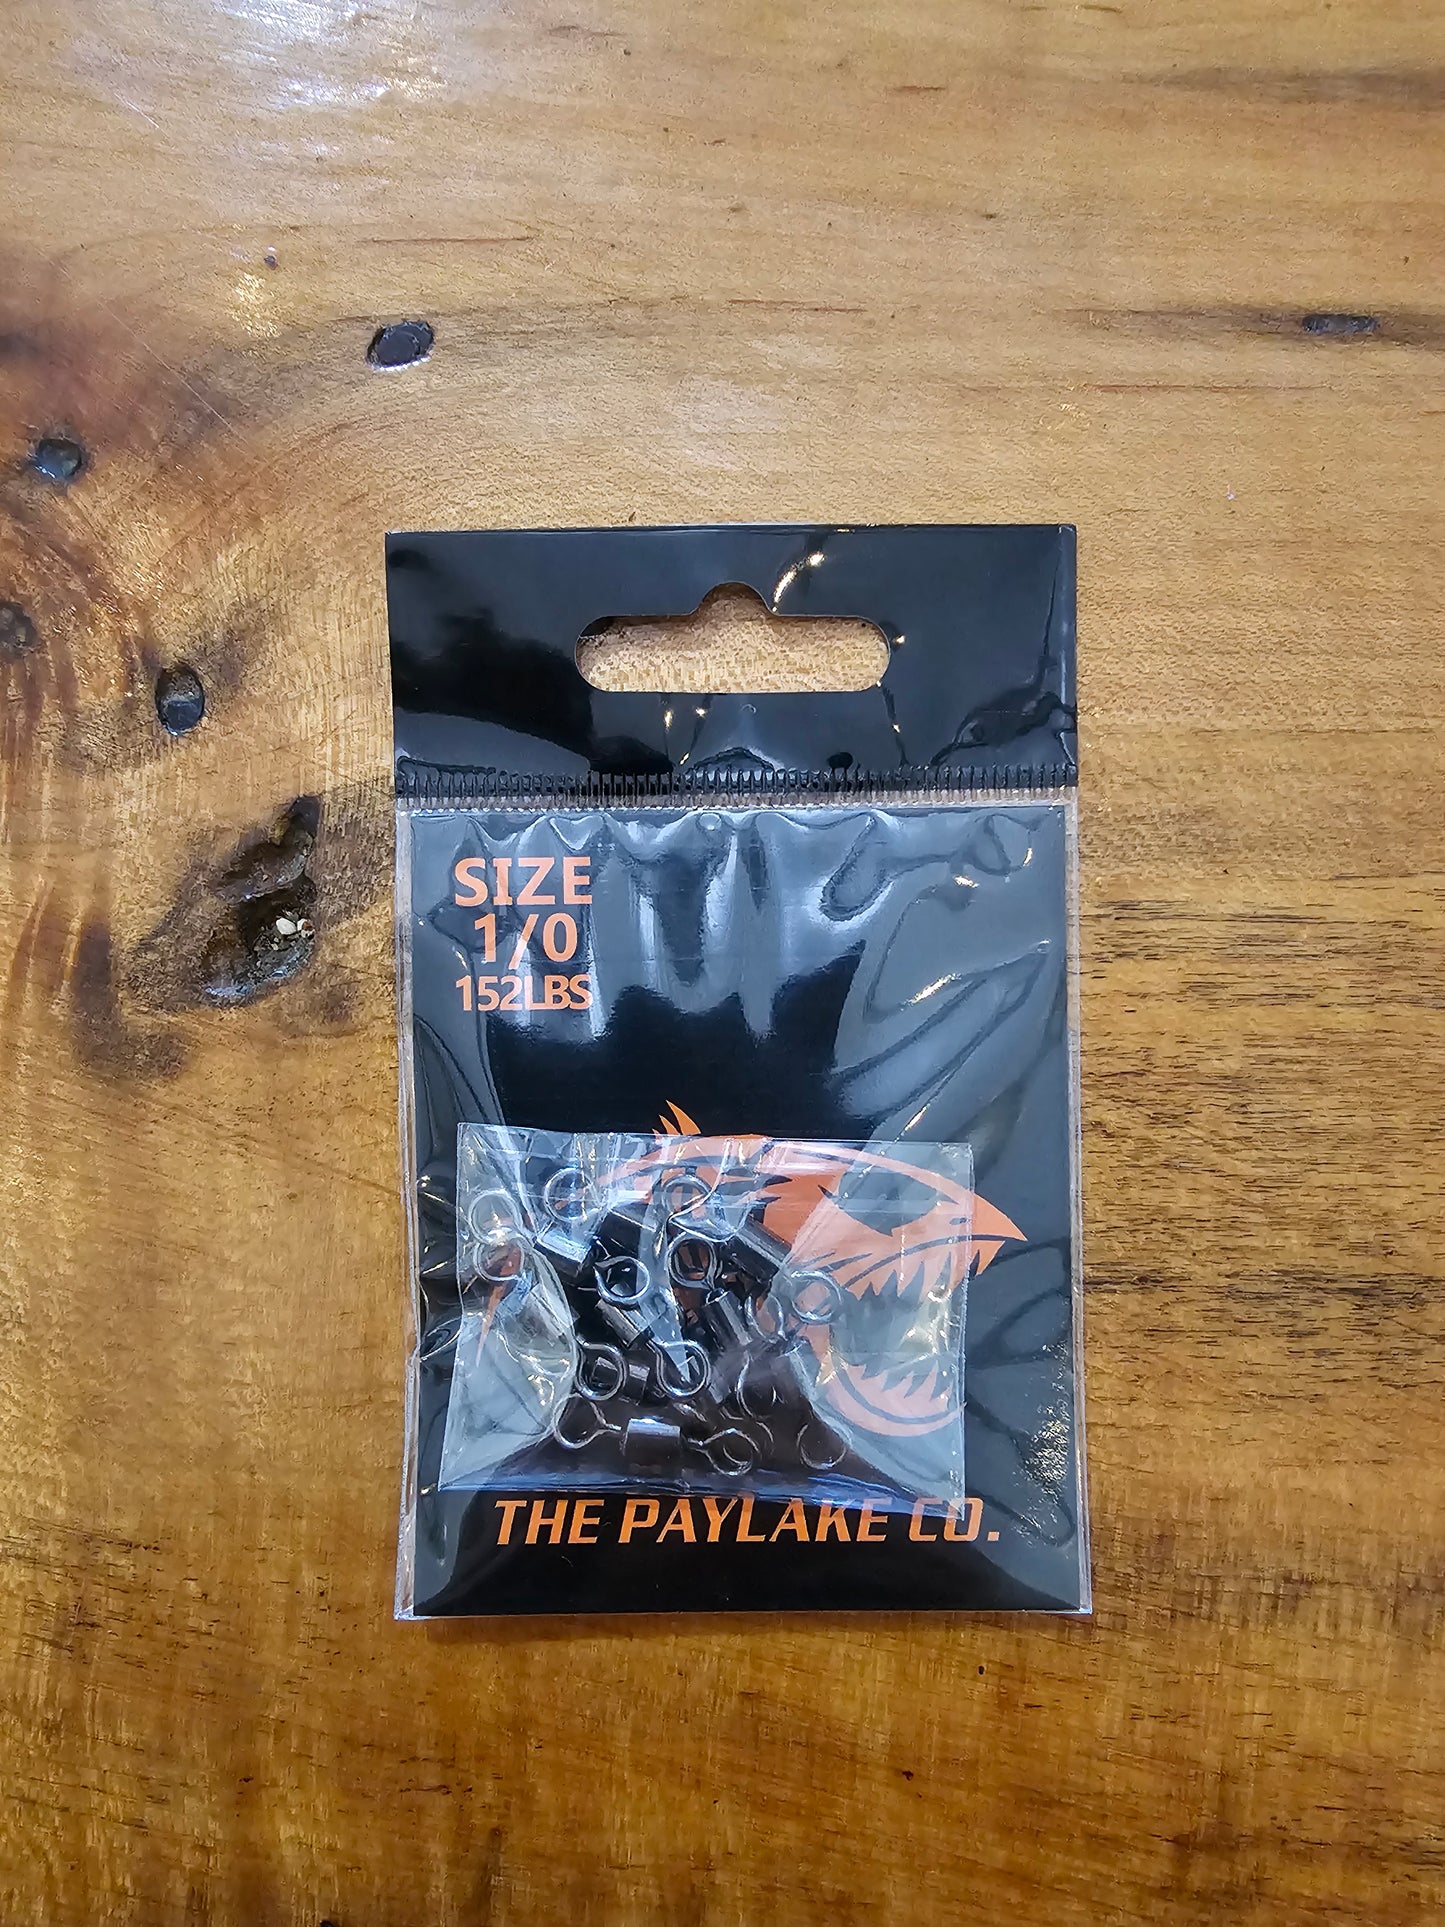 SIZE
1/0
152LBS
THE PAYLAKE CO.